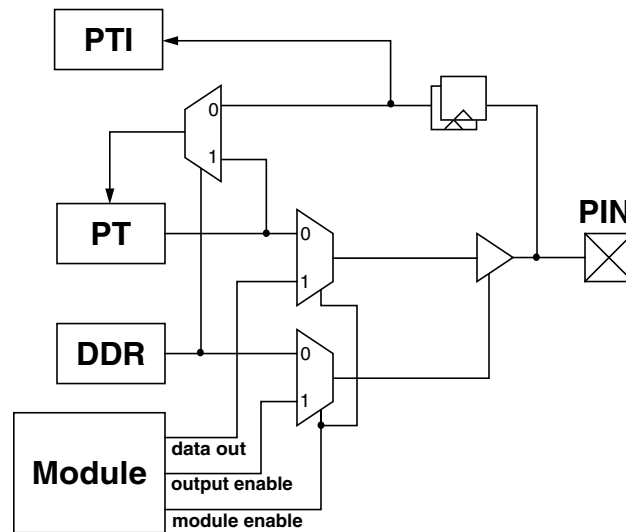 PTI
0
1
PIN
PT
0
1
DDR
0
1
Module
data out
output enable
module enable